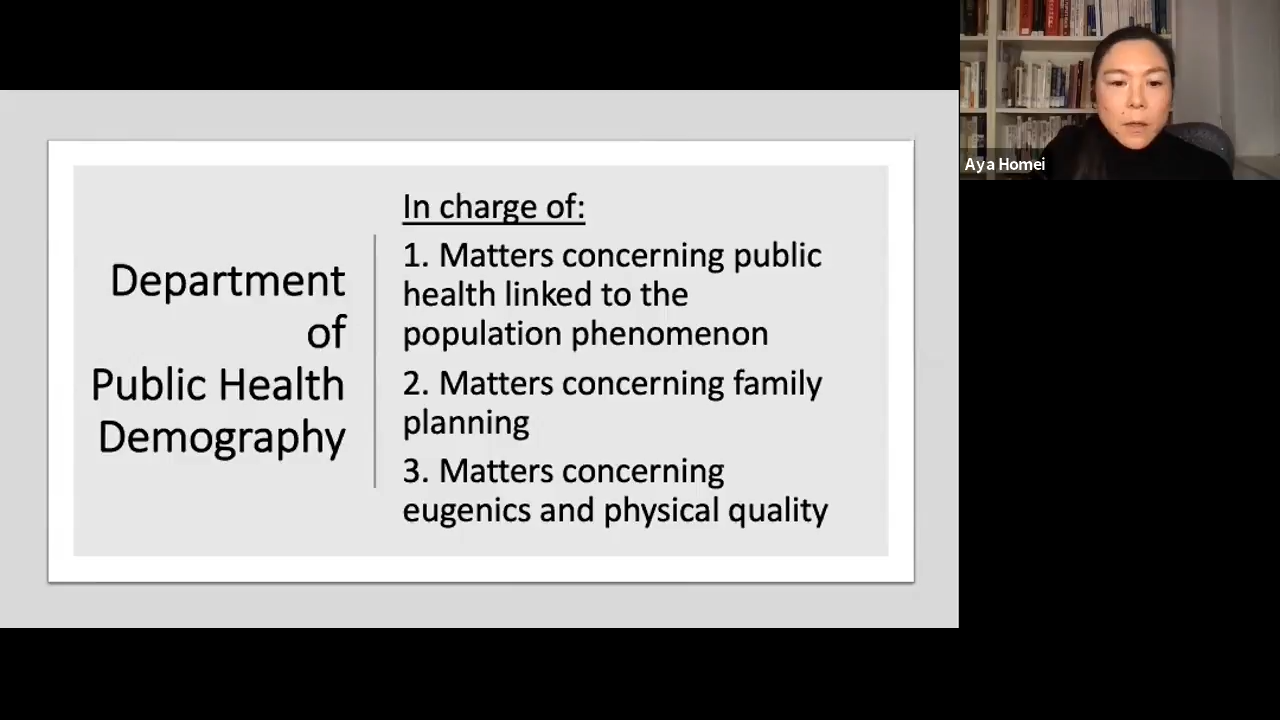 Department
of
Public Health
Demography
In charge of:
1. Matters concerning public
health linked to the
population phenomenon
2. Matters concerning family
planning
3. Matters concerning
eugenics and physical quality
Aya Homei